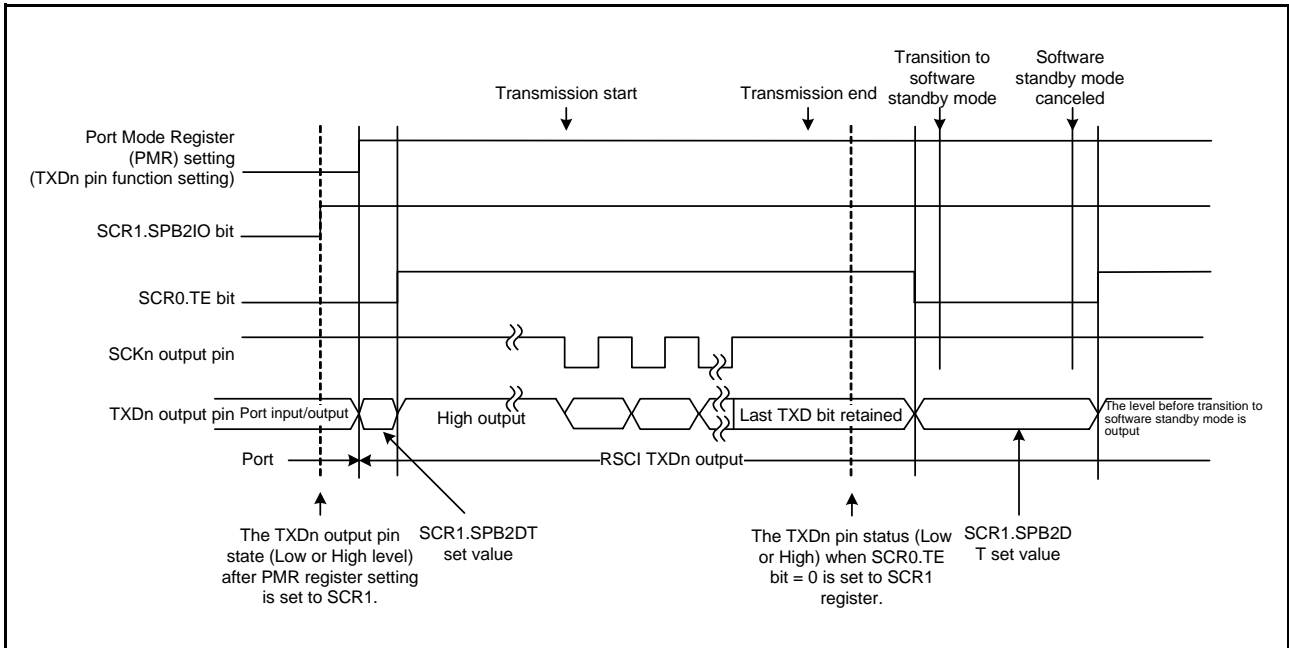 Transition to
software
standby mode
Software
standby mode
canceled
Transmission start
Transmission end
Port Mode Register
(PMR) setting
(TXDn pin function setting)
SCR1.SPB2IO bit
SCR0.TE bit
SCKn output pin
TXDn output pin
Port input/output
High output
Last TXD bit retained
The level before transition to
software standby mode is
output
Port
RSCI TXDn output
The TXDn output pin
state (Low or High level)
after PMR register setting
is set to SCR1.
SCR1.SPB2DT
set value
The TXDn pin status (Low
or High) when SCR0.TE
bit = 0 is set to SCR1
register.
SCR1.SPB2D
T set value